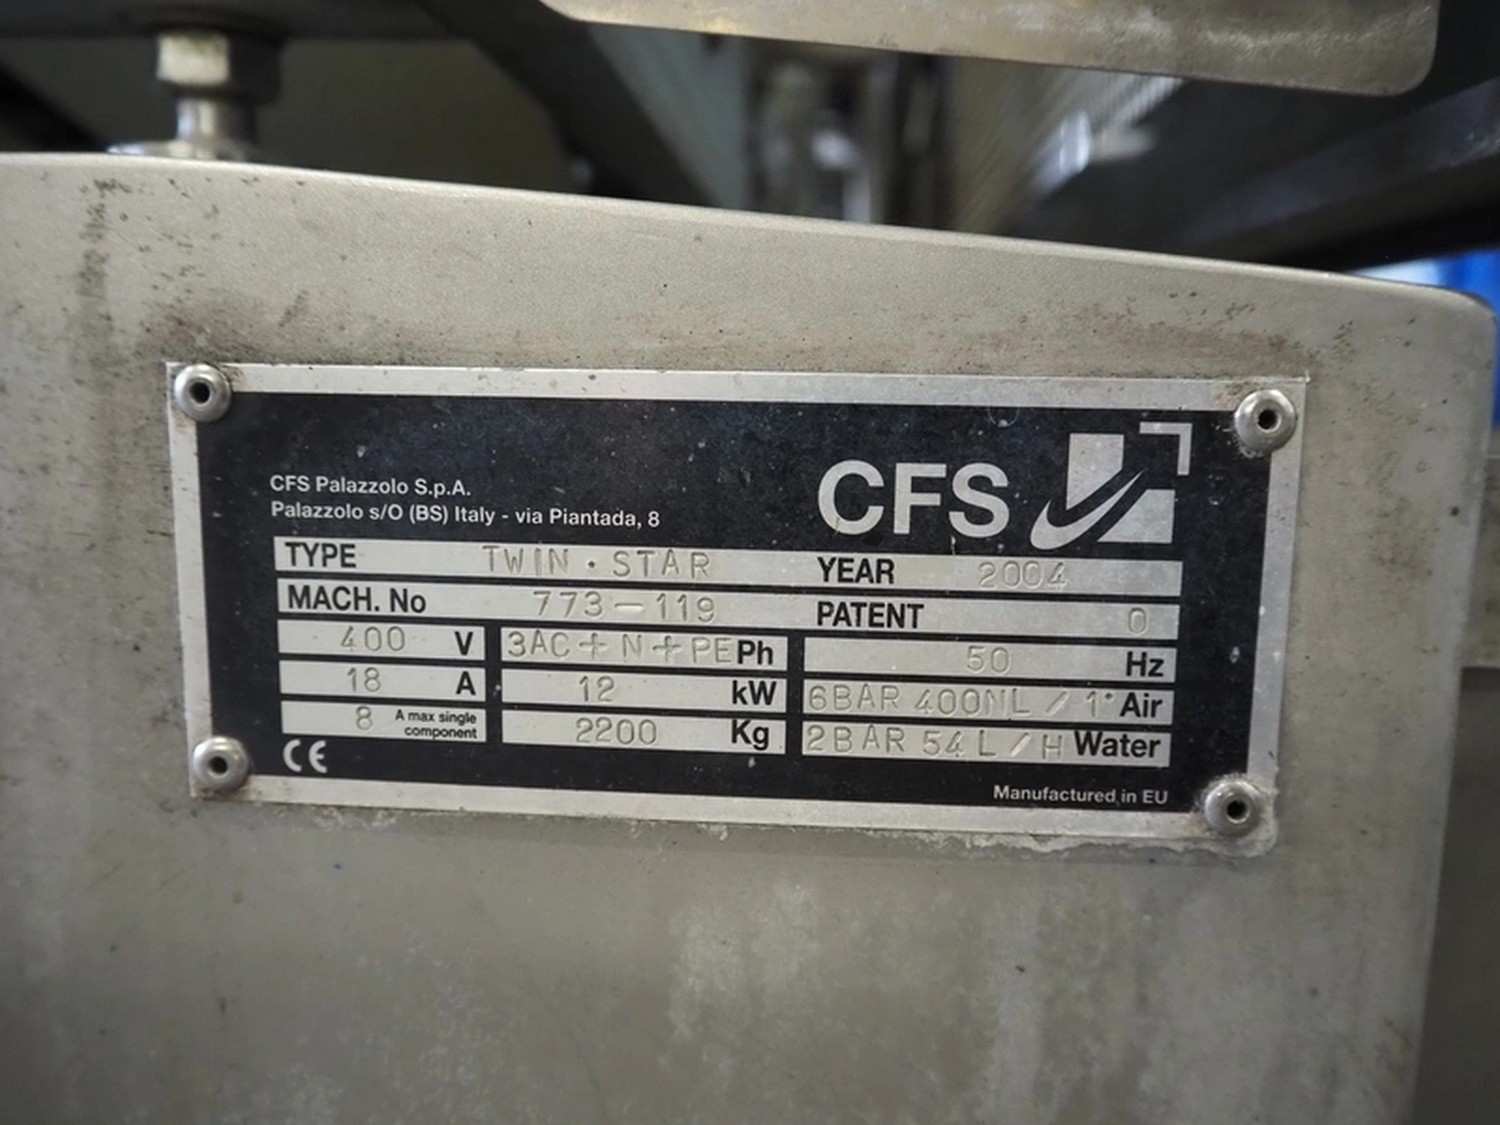 CFS Palazzolo S.p.A.
Palazzolo s/O (BS) Italy - via Piantada, 8
CFS
TYPE TWIN·STAR YEAR 2004
MACH. No 773-119 PATENT 0
400 V 3AC+N+PE Ph 50 Hz
18 A 12 kW 6BAR 400NL/1' Air
8 A max single component 2200 Kg 2BAR 54L/H Water
CE
Manufactured in EU